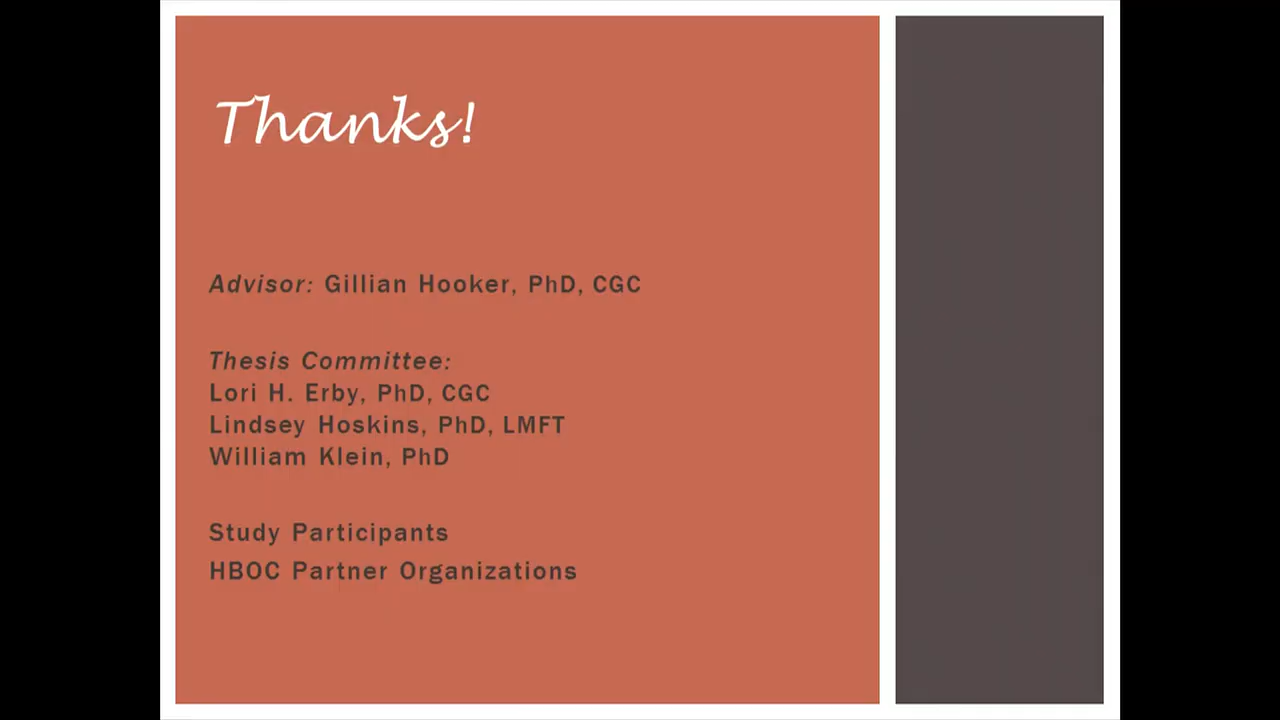 Thanks!
Advisor: Gillian Hooker, PhD, CGC
Thesis Committee:
Lori H. Erby, PhD, CGC
Lindsey Hoskins, PhD, LMFT
William Klein, PhD
Study Participants
HBOC Partner Organizations